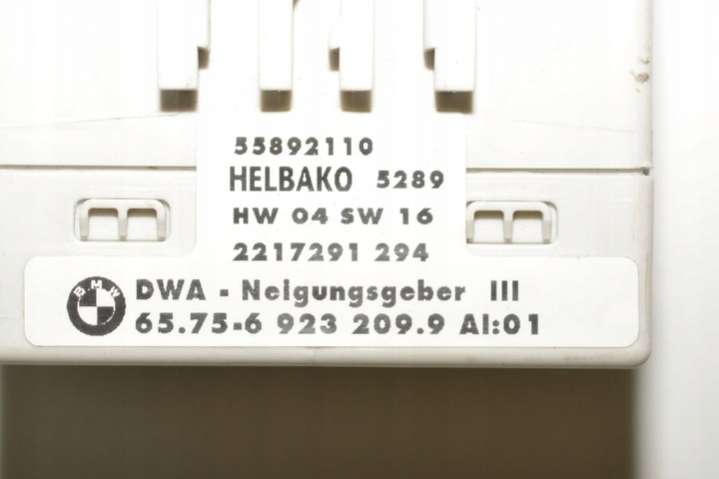 55892110
HELBAKO 5289
HW 04 SW 16
2217291 294
BMW DWA - Neigungsgeber III
65.75-6 923 209.9 AI:01